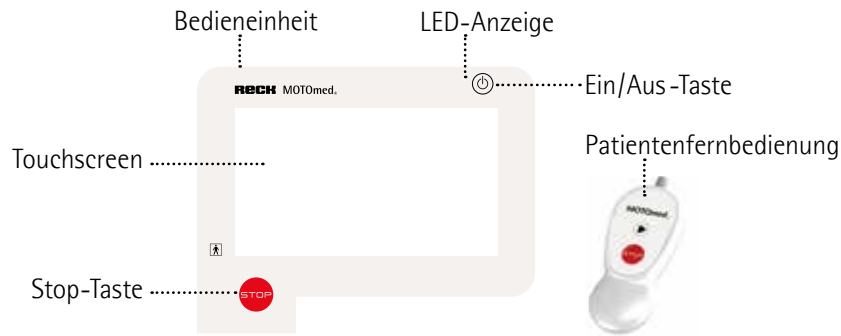 Bedieneinheit
LED-Anzeige
RECK MOTOmed®
Ein/Aus-Taste
Touchscreen
Patientenfernbedienung
MOTOmed
STOP
Stop-Taste
STOP